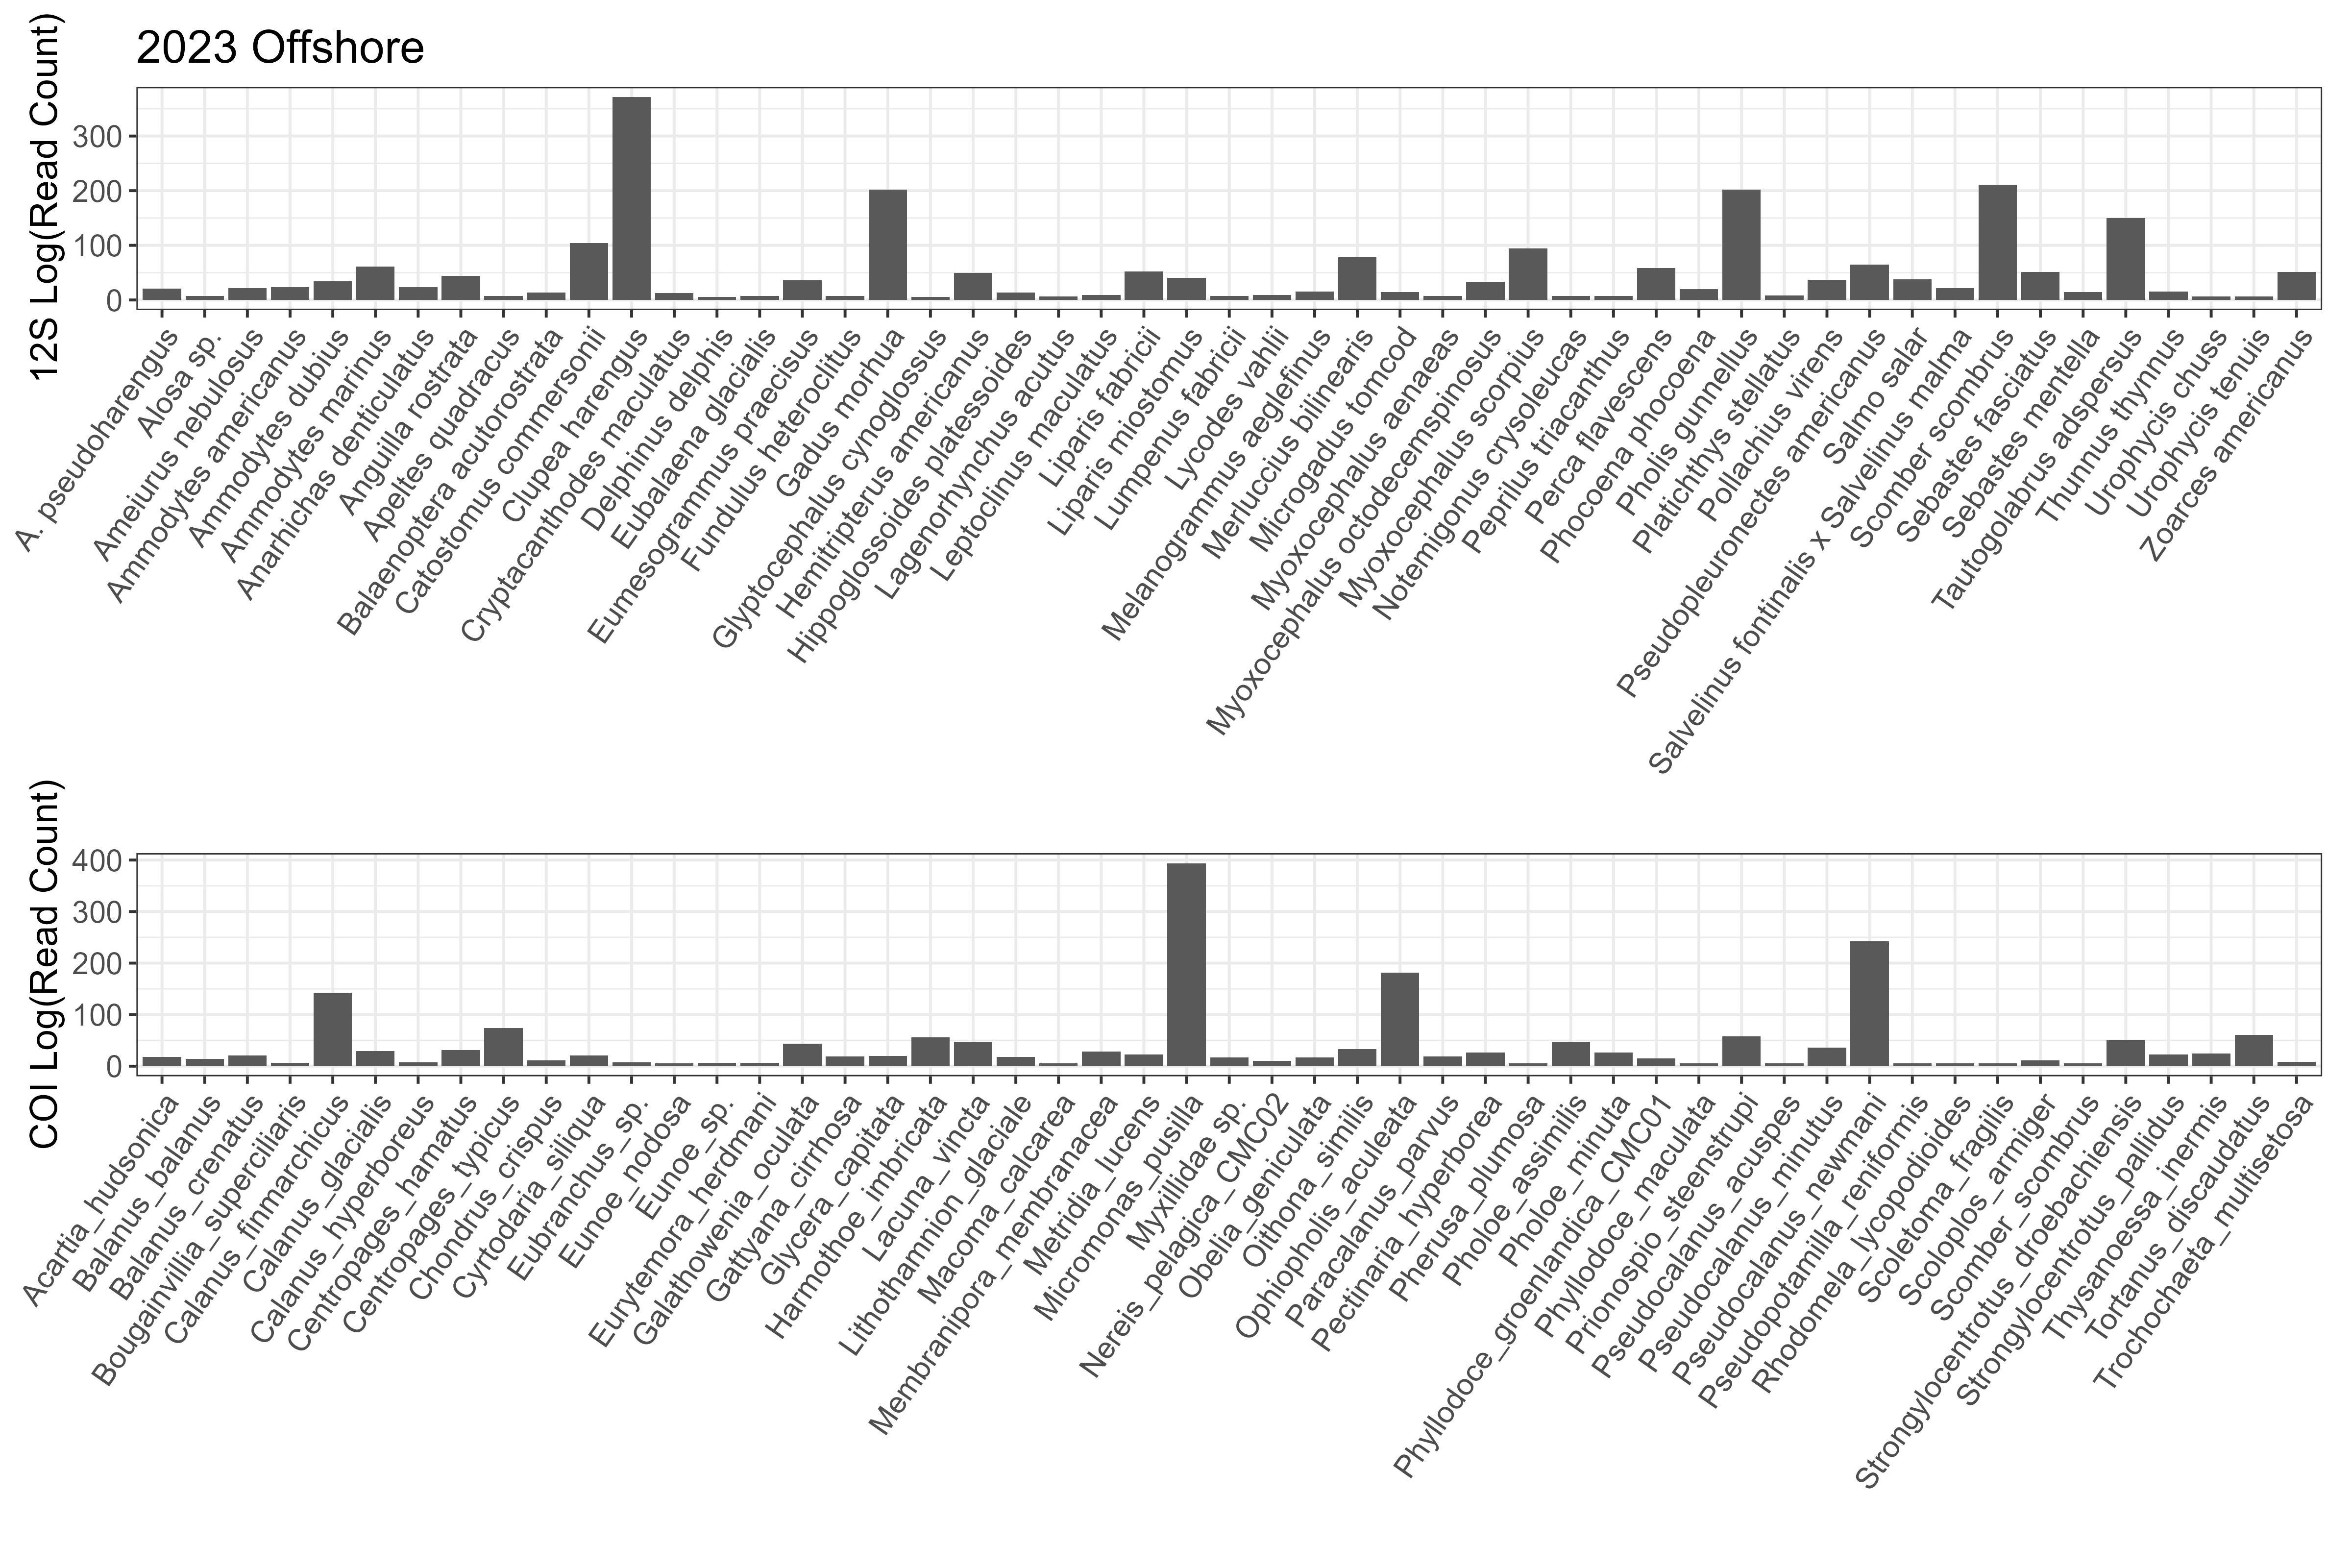 2023 Offshore
12S Log(Read Count)
300
200
100
0
A. pseudoharengus
Alosa sp.
Ameiurus nebulosus
Ammodytes americanus
Ammodytes dubius
Ammodytes marinus
Anarhichas denticulatus
Anguilla rostrata
Apeltes quadracus
Balaenoptera acutorostrata
Catostomus commersonii
Clupea harengus
Cryptacanthodes maculatus
Delphinus delphis
Eubalaena glacialis
Eumesogrammus praecisus
Fundulus heteroclitus
Gadus morhua
Glyptocephalus cynoglossus
Hemitripterus americanus
Hippoglossoides platessoides
Lagenorhynchus acutus
Leptoclinus maculatus
Liparis fabricii
Liparis miostomus
Lumpenus fabricii
Lycodes vahlii
Melanogrammus aeglefinus
Merluccius bilinearis
Microgadus tomcod
Myoxocephalus aenaeas
Myoxocephalus octodecemspinosus
Myoxocephalus scorpius
Notemigonus crysoleucas
Peprilus triacanthus
Perca flavescens
Phocoena phocoena
Pholis gunnellus
Platichthys stellatus
Pollachius virens
Pseudopleuronectes americanus
Salmo salar
Salvelinus fontinalis x Salvelinus malma
Scomber scombrus
Sebastes fasciatus
Sebastes mentella
Tautogolabrus adspersus
Thunnus thynnus
Urophycis chuss
Urophycis tenuis
Zoarces americanus
COI Log(Read Count)
400
300
200
100
0
Acartia_hudsonica
Balanus_balanus
Balanus_crenatus
Bougainvillia_superciliaris
Calanus_finmarchicus
Calanus_glacialis
Calanus_hyperboreus
Centropages_hamatus
Centropages_typicus
Chondrus_crispus
Cyrtodaria_siliqua
Eubranchus_sp.
Eunoe_nodosa
Eunoe_sp.
Eurytemora_herdmani
Galathowenia_oculata
Gattyana_cirrhosa
Glycera_capitata
Harmothoe_imbricata
Lacuna_vincta
Lithothamnion_glaciale
Macoma_calcarea
Membranipora_membranacea
Metridia_lucens
Micromonas_pusilla
Myxillidae sp.
Nereis_pelagica_CMC02
Obelia_geniculata
Oithona_similis
Ophiopholis_aculeata
Paracalanus_parvus
Pectinaria_hyperborea
Pherusa_plumosa
Pholoe_assimilis
Pholoe_minuta
Phyllodoce_groenlandica_CMC01
Phyllodoce_maculata
Prionospio_steenstrupi
Pseudocalanus_acuspes
Pseudocalanus_minutus
Pseudocalanus_newmani
Pseudopotamilla_reniformis
Rhodomela_lycopodioides
Scoletoma_fragilis
Scoloplos_armiger
Scomber_scombrus
Strongylocentrotus_droebachiensis
Strongylocentrotus_pallidus
Thysanoessa_inermis
Tortanus_discaudatus
Trochochaeta_multisetosa